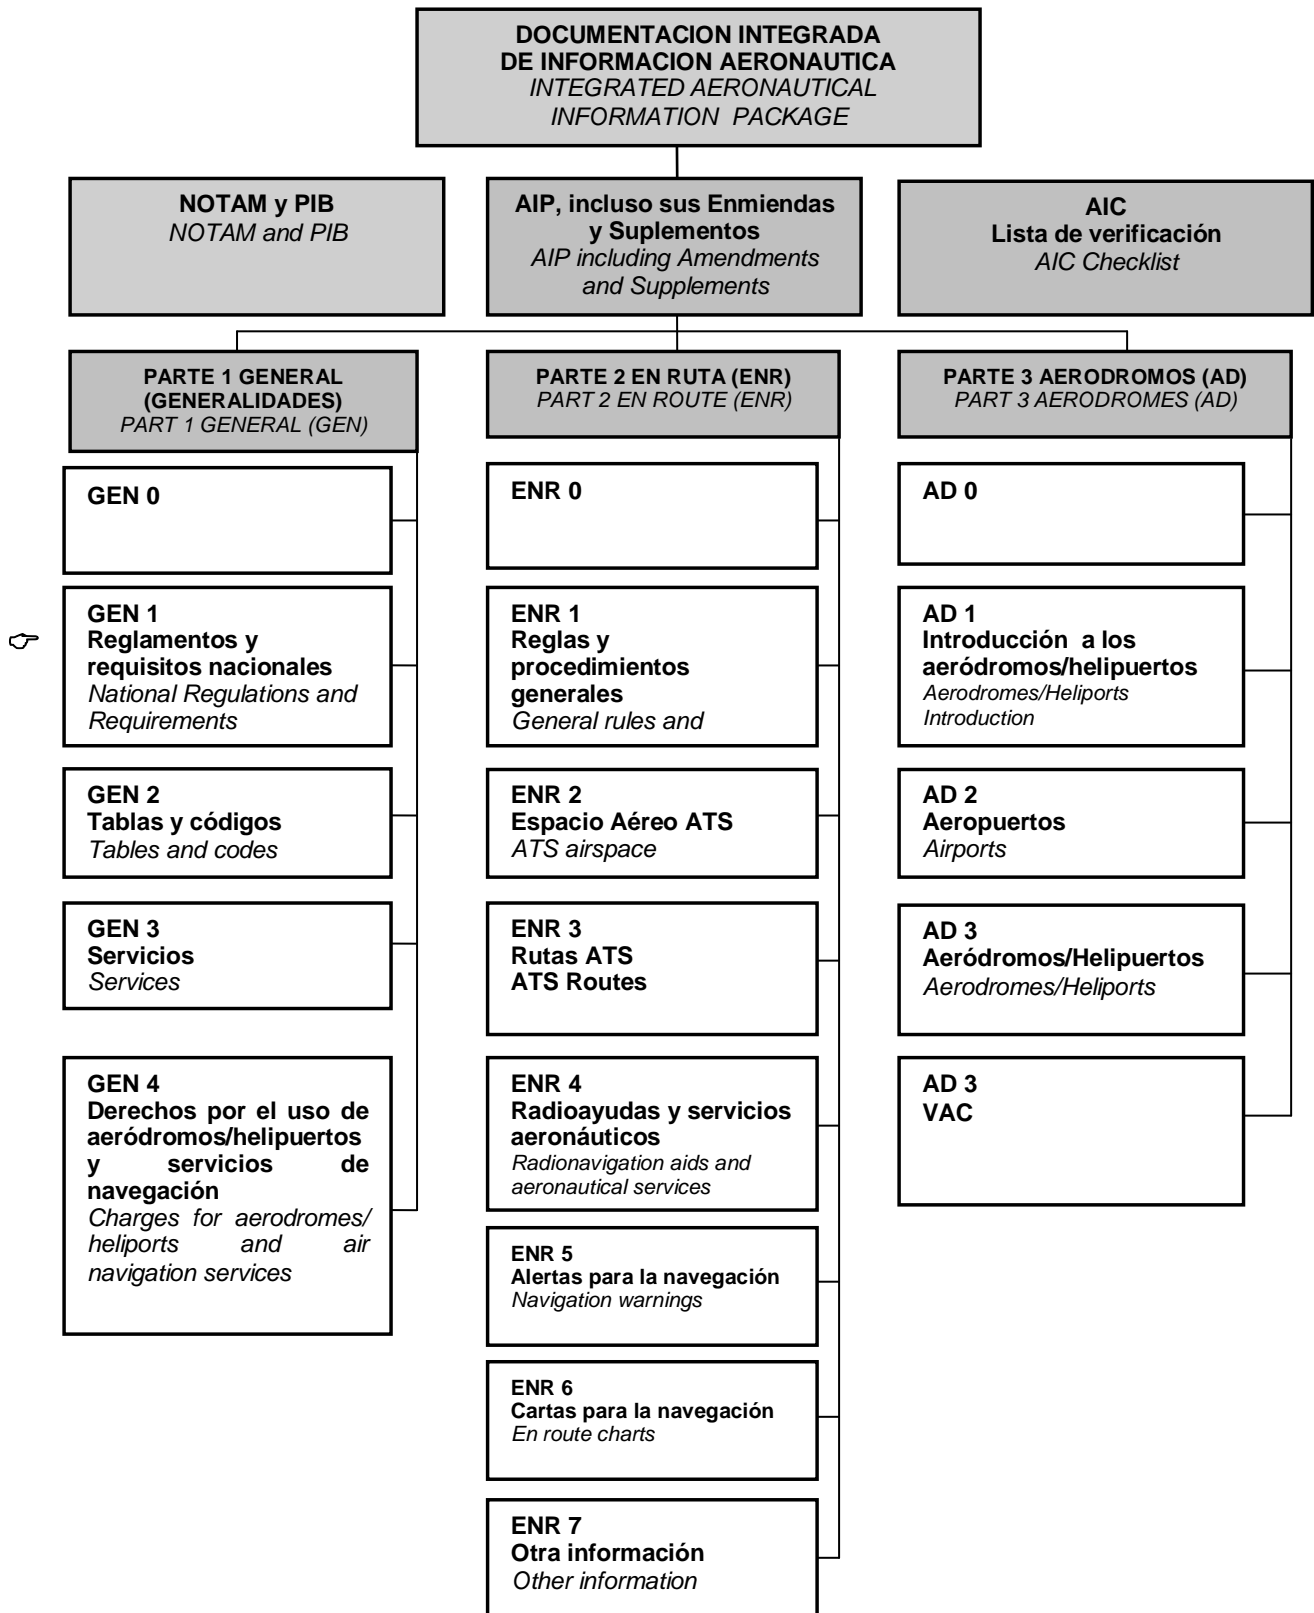 DOCUMENTACION INTEGRADA
DE INFORMACION AERONAUTICA
INTEGRATED AERONAUTICAL
INFORMATION PACKAGE
NOTAM y PIB
NOTAM and PIB
AIP, incluso sus Enmiendas
y Suplementos
AIP including Amendments
and Supplements
AIC
Lista de verificación
AIC Checklist
PARTE 1 GENERAL
(GENERALIDADES)
PART 1 GENERAL (GEN)
PARTE 2 EN RUTA (ENR)
PART 2 EN ROUTE (ENR)
PARTE 3 AERODROMOS (AD)
PART 3 AERODROMES (AD)
GEN 0
GEN 1
Reglamentos y
requisitos nacionales
National Regulations and
Requirements
GEN 2
Tablas y códigos
Tables and codes
GEN 3
Servicios
Services
GEN 4
Derechos por el uso de
aeródromos/helipuertos
y servicios de
navegación
Charges for aerodromes/
heliports and air
navigation services
ENR 0
ENR 1
Reglas y
procedimientos
generales
General rules and
ENR 2
Espacio Aéreo ATS
ATS airspace
ENR 3
Rutas ATS
ATS Routes
ENR 4
Radioayudas y servicios
aeronáuticos
Radionavigation aids and
aeronautical services
ENR 5
Alertas para la navegación
Navigation warnings
ENR 6
Cartas para la navegación
En route charts
ENR 7
Otra información
Other information
AD 0
AD 1
Introducción a los
aeródromos/helipuertos
Aerodromes/Heliports
Introduction
AD 2
Aeropuertos
Airports
AD 3
Aeródromos/Helipuertos
Aerodromes/Heliports
AD 3
VAC